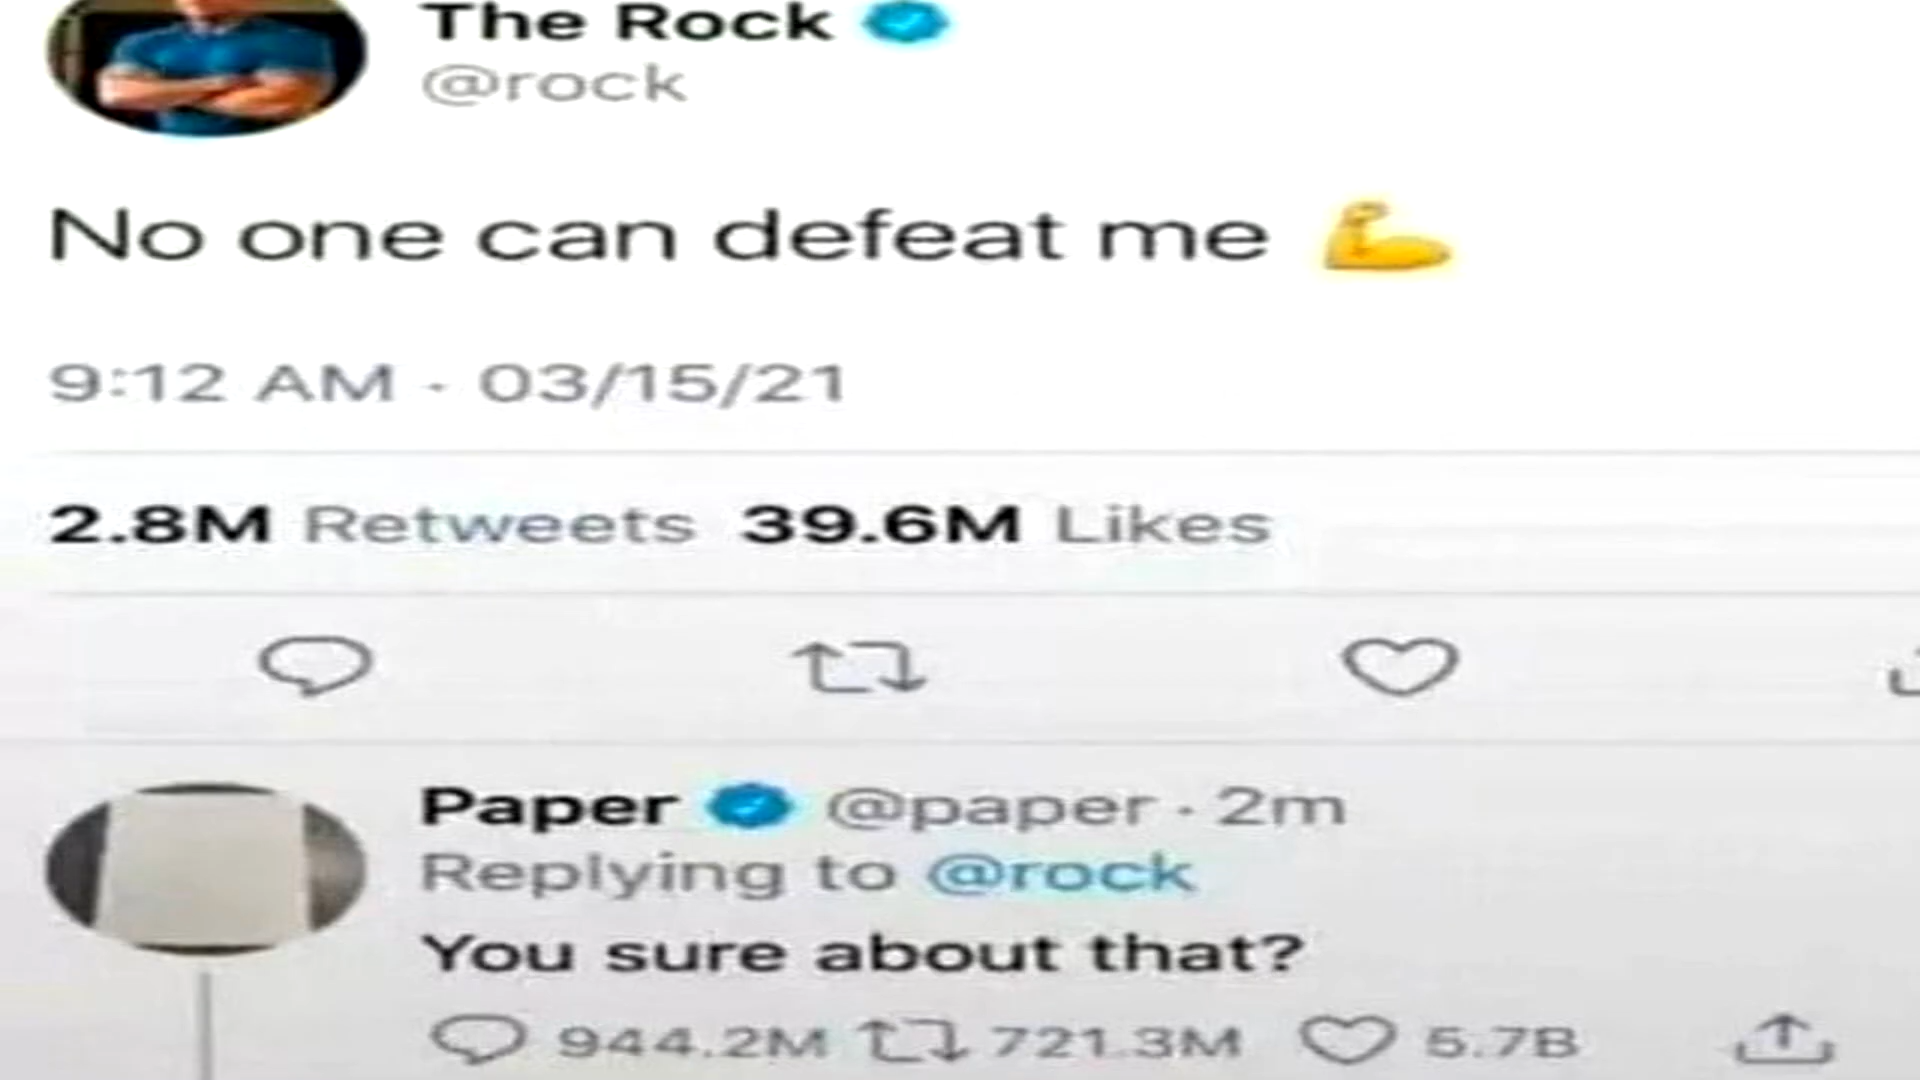 The Rock
@rock
No one can defeat me 💪
9:12 AM · 03/15/21
2.8M Retweets 39.6M Likes
Paper @paper · 2m
Replying to @rock
You sure about that?
944.2M 721.3M 5.7B